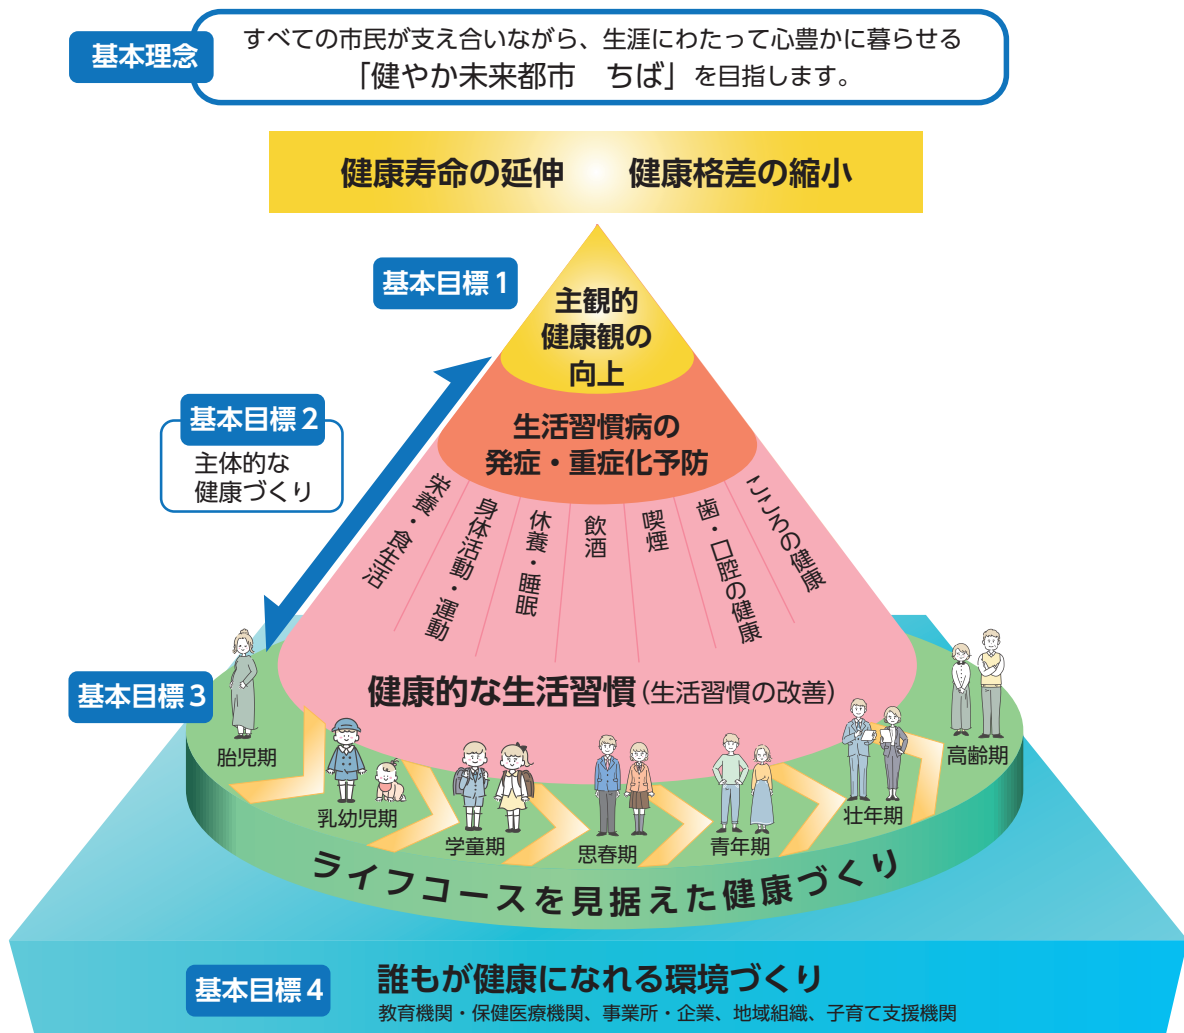 基本理念
すべての市民が支え合いながら、生涯にわたって心豊かに暮らせる
「健やか未来都市　ちば」を目指します。
健康寿命の延伸　健康格差の縮小
基本目標1
主観的
健康観の
向上
基本目標2
主体的な
健康づくり
生活習慣病の
発症・重症化予防
栄養・食生活
身体活動・運動
休養・睡眠
飲酒
喫煙
歯・口腔の健康
こころの健康
健康的な生活習慣(生活習慣の改善)
基本目標3
胎児期
乳幼児期
学童期
思春期
青年期
壮年期
高齢期
ライフコースを見据えた健康づくり
基本目標4
誰もが健康になれる環境づくり
教育機関・保健医療機関、事業所・企業、地域組織、子育て支援機関